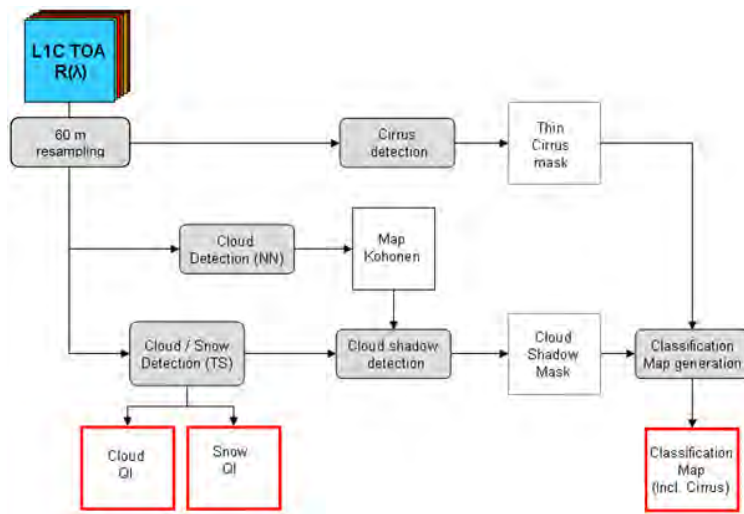 L1C TOA
R(λ)
60 m
resampling
Cirrus
detection
Thin
Cirrus
mask
Cloud
Detection (NN)
Map
Kohonen
Cloud / Snow
Detection (TS)
Cloud shadow
detection
Cloud
Shadow
Mask
Classification
Map generation
Cloud
QI
Snow
QI
Classification
Map
(Incl. Cirrus)